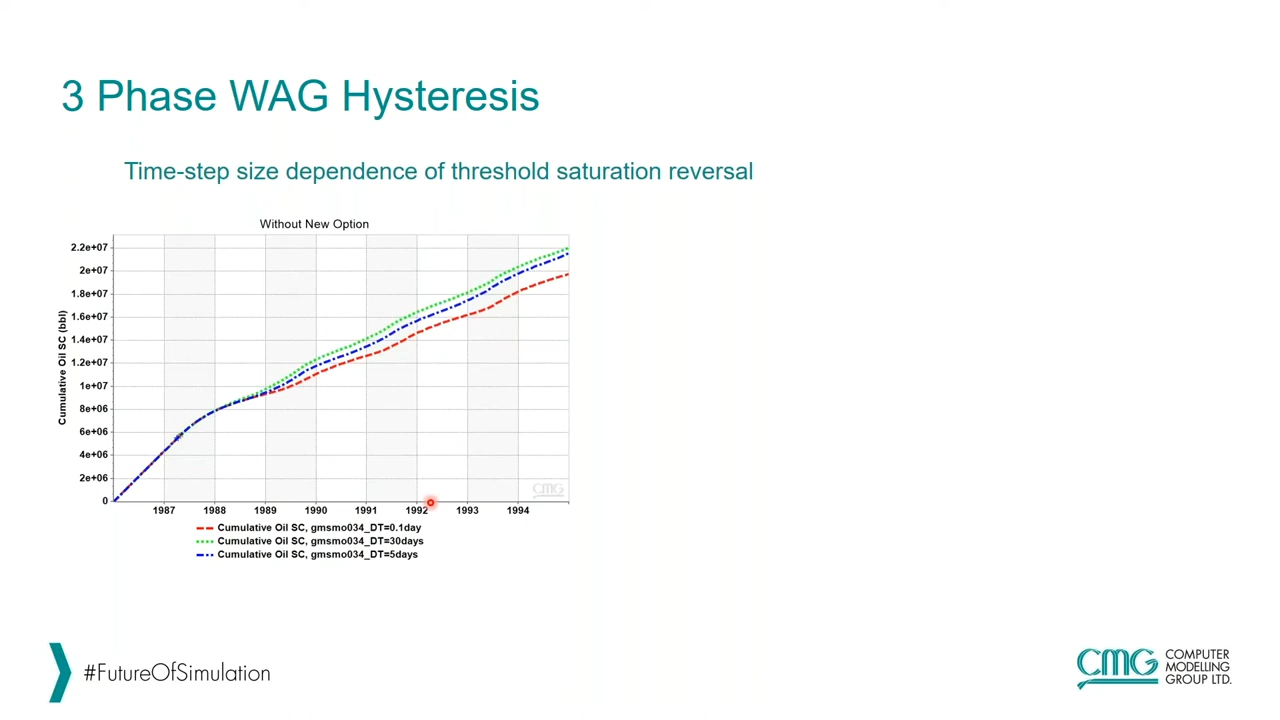 3 Phase WAG Hysteresis
Time-step size dependence of threshold saturation reversal
Without New Option
Cumulative Oil SC (bbl)
2.2e+07
2e+07
1.8e+07
1.6e+07
1.4e+07
1.2e+07
1e+07
8e+06
6e+06
4e+06
2e+06
0
CMG
1987 1988 1989 1990 1991 1992 1993 1994
Cumulative Oil SC, gmsmo034_DT=0.1day
Cumulative Oil SC, gmsmo034_DT=30days
Cumulative Oil SC, gmsmo034_DT=5days
#FutureOfSimulation
CMG
COMPUTER
MODELLING
GROUP LTD.